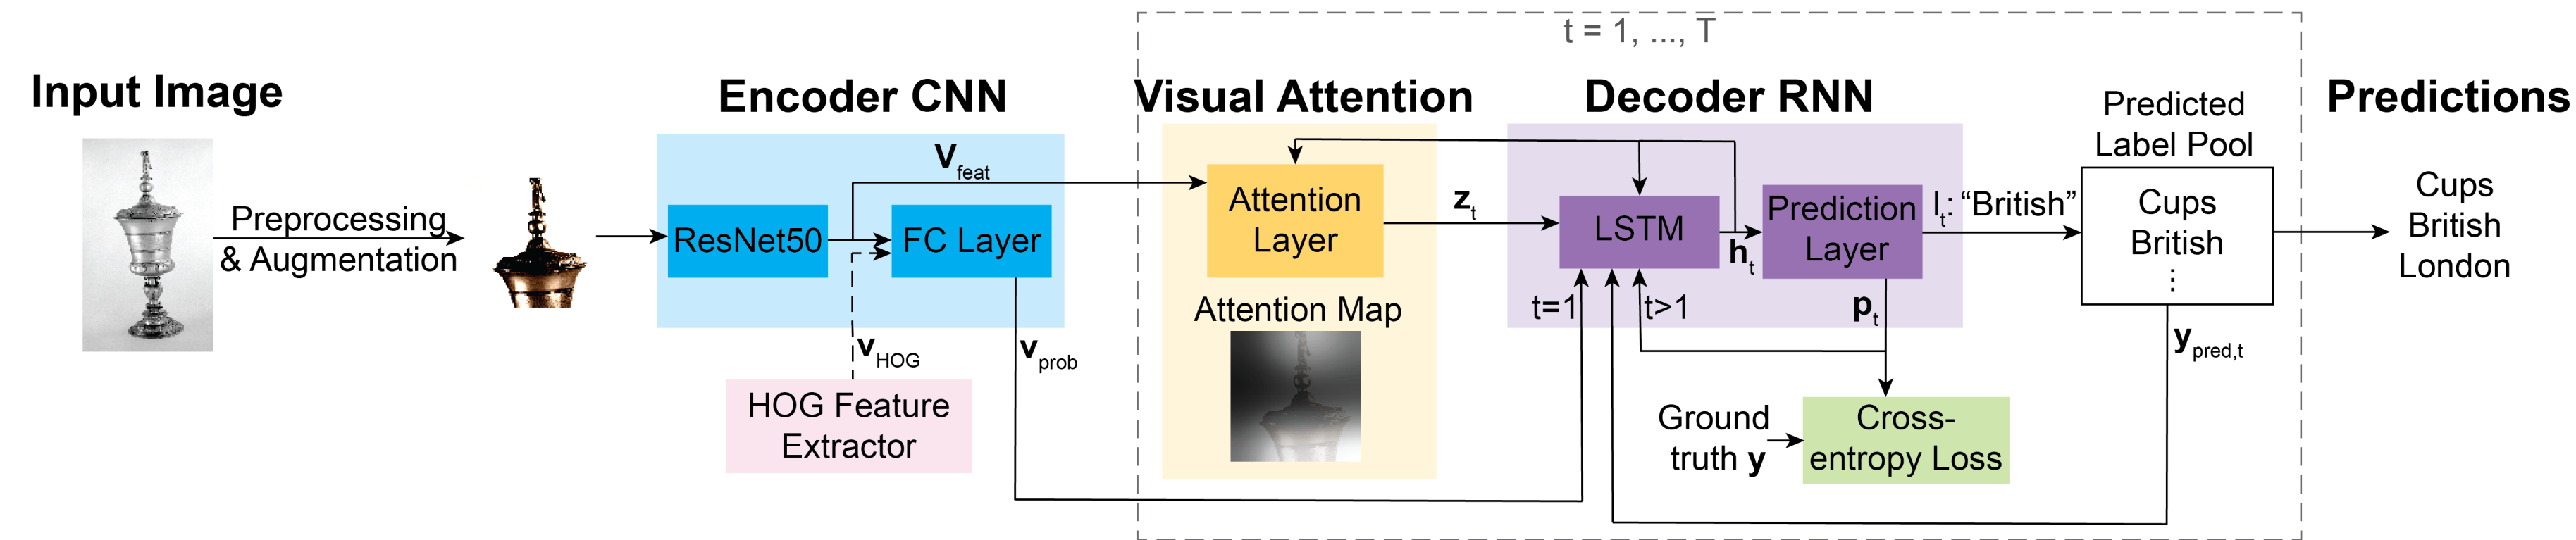 t = 1, ..., T
Input Image
Encoder CNN
Visual Attention
Decoder RNN
Predicted
Label Pool
Predictions
Preprocessing
& Augmentation
V feat
ResNet50
FC Layer
v HOG
v prob
HOG Feature
Extractor
Attention
Layer
Attention Map
z t
LSTM
h t
Prediction
Layer
t=1
t>1
p t
l t: “British”
Ground
truth y
Cross-
entropy Loss
Cups
British
⋮
y pred,t
Cups
British
London